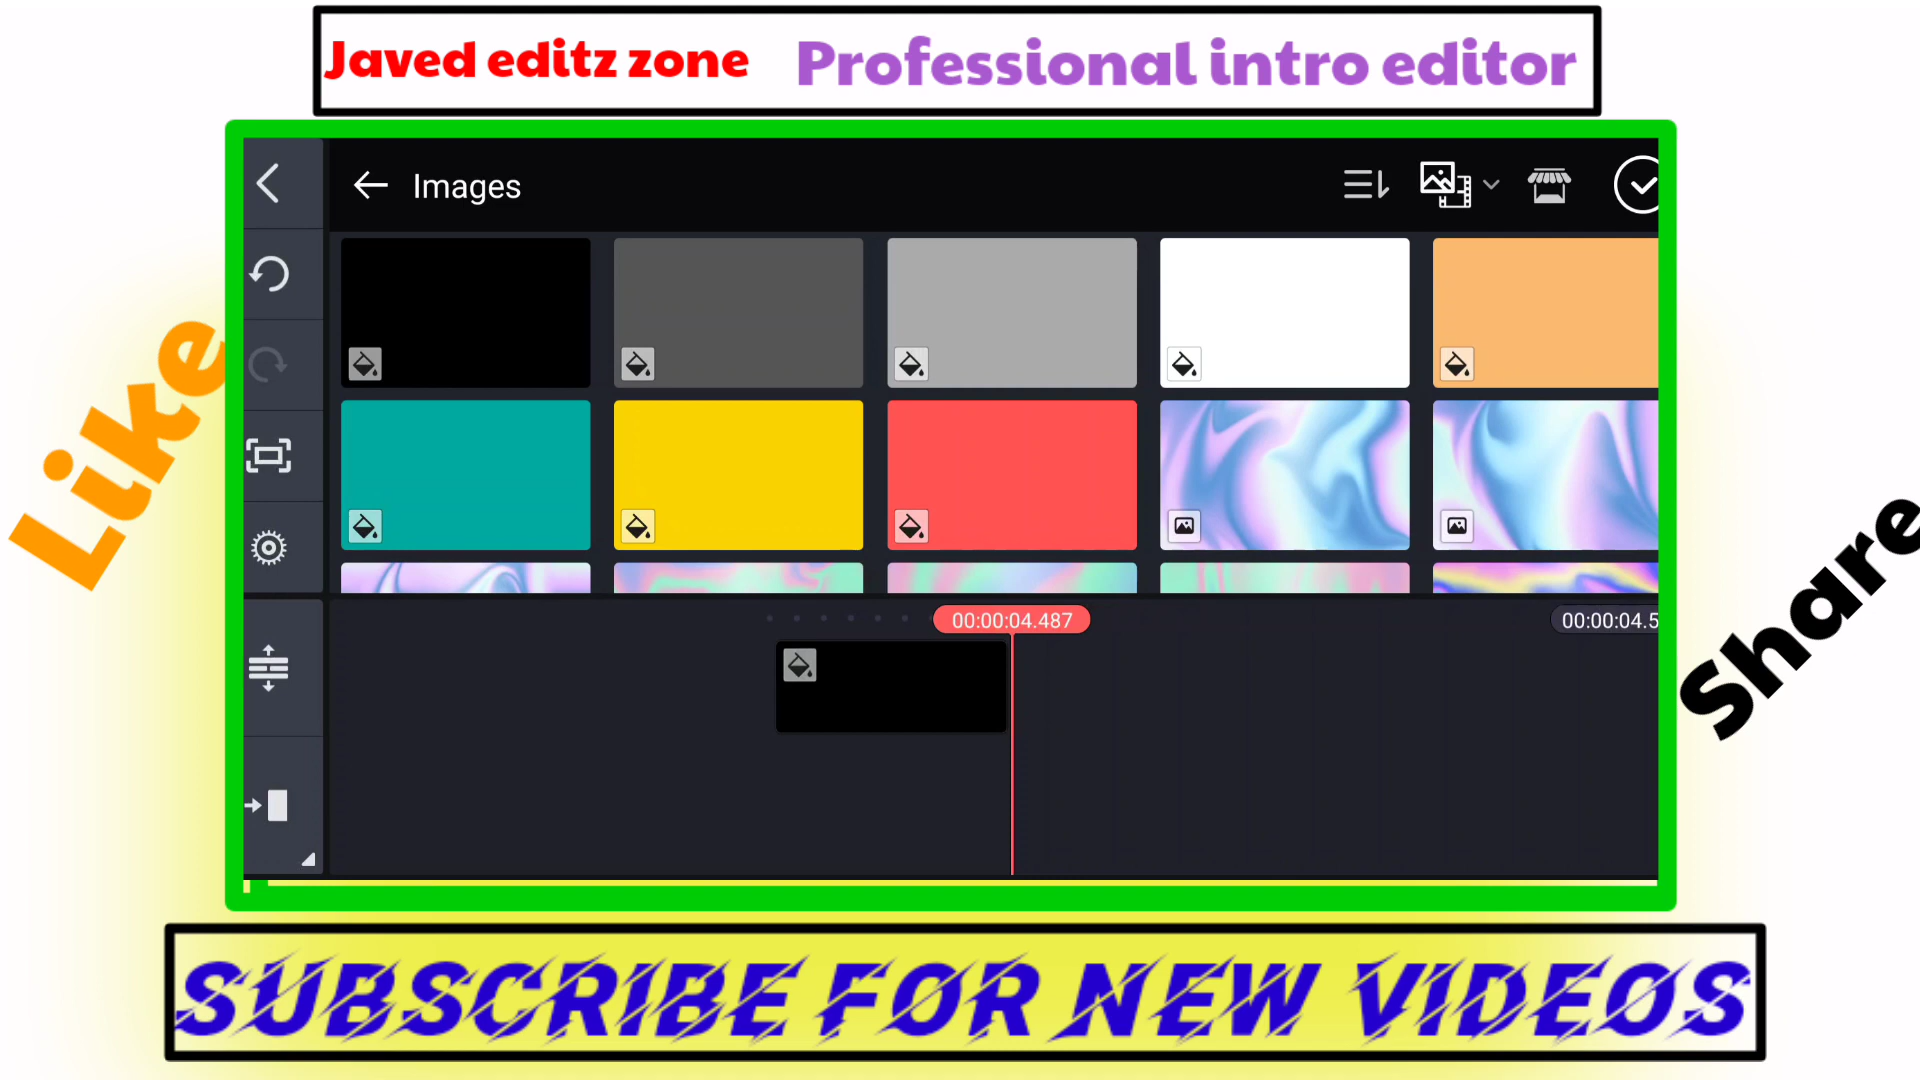 Javed editz zone Professional intro editor
Images
Like
00:00:04.487
00:00:04.5
Share
SUBSCRIBE FOR NEW VIDEOS